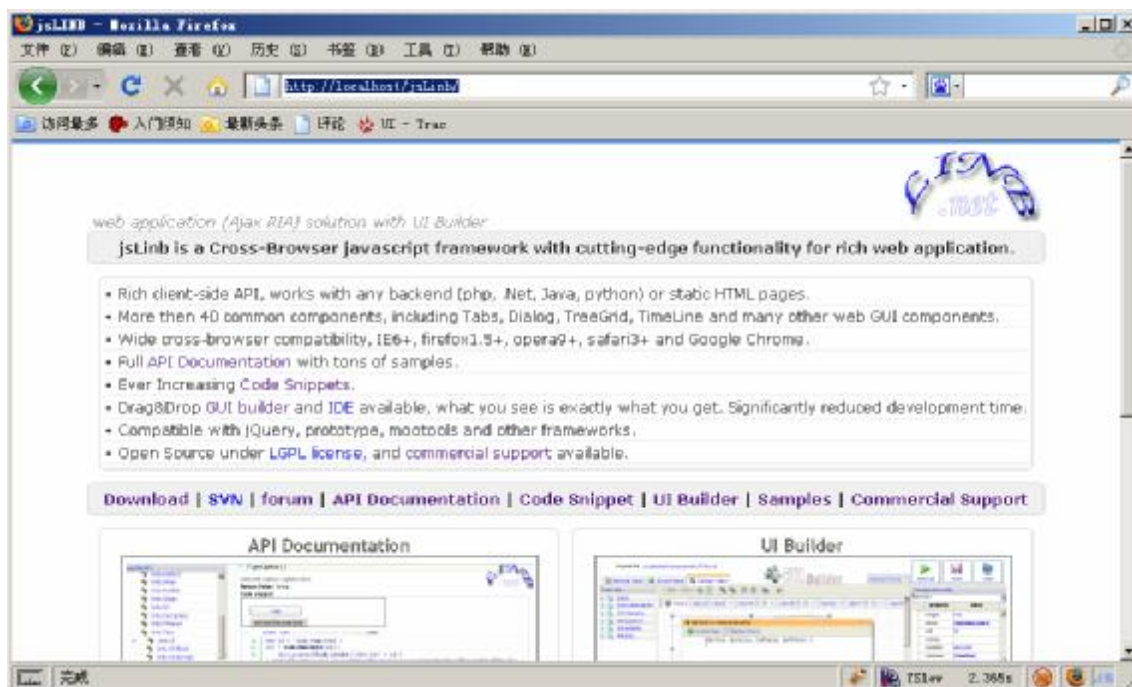 jsLINB - Mozilla Firefox
文件 (F) 编辑 (E) 查看 (V) 历史 (S) 书签 (B) 工具 (T) 帮助 (H)
http://localhost/jsLinb/
访问最多 入门须知 最新头条 评论 UI - Trac
LINB
.net
web application (Ajax RIA) solution with UI Builder
jsLinb is a Cross-Browser javascript framework with cutting-edge functionality for rich web application.
• Rich client-side API, works with any backend (php, .Net, Java, python) or static HTML pages.
• More then 40 common components, including Tabs, Dialog, TreeGrid, TimeLine and many other web GUI components.
• Wide cross-browser compatibility, IE6+, firefox1.5+, opera9+, safari3+ and Google Chrome.
• Full API Documentation with tons of samples.
• Ever Increasing Code Snippets.
• Drag&Drop GUI builder and IDE available, what you see is exactly what you get. Significantly reduced development time.
• Compatible with jQuery, prototype, mootools and other frameworks.
• Open Source under LGPL license, and commercial support available.
Download | SVN | forum | API Documentation | Code Snippet | UI Builder | Samples | Commercial Support
API Documentation UI Builder
Builder
完成 YSlow 2.365s